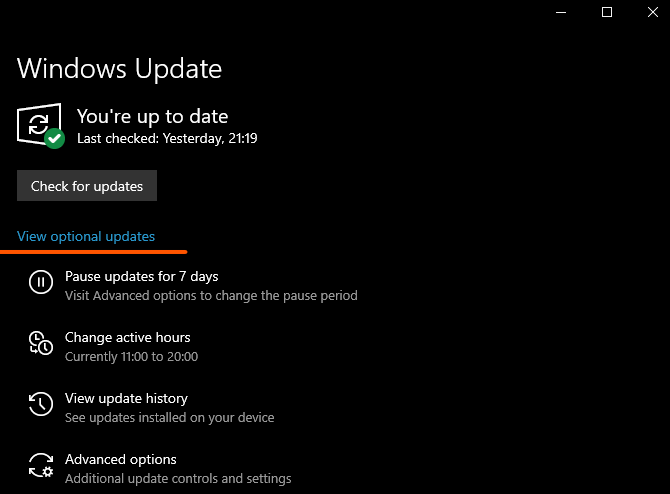 Windows Update
You're up to date
Last checked: Yesterday, 21:19
Check for updates
View optional updates
Pause updates for 7 days
Visit Advanced options to change the pause period
Change active hours
Currently 11:00 to 20:00
View update history
See updates installed on your device
Advanced options
Additional update controls and settings